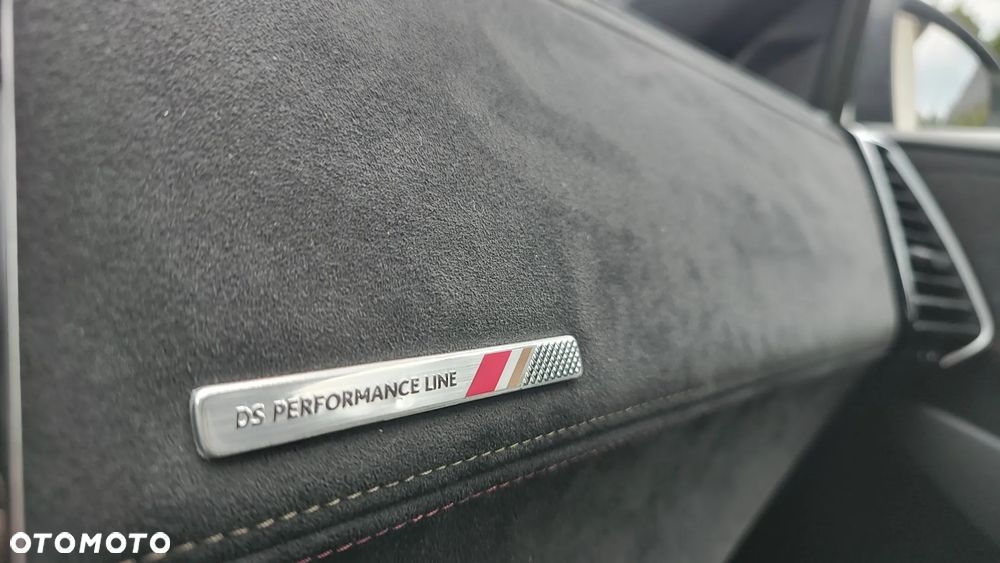 DS PERFORMANCE LINE
OTOMOTO